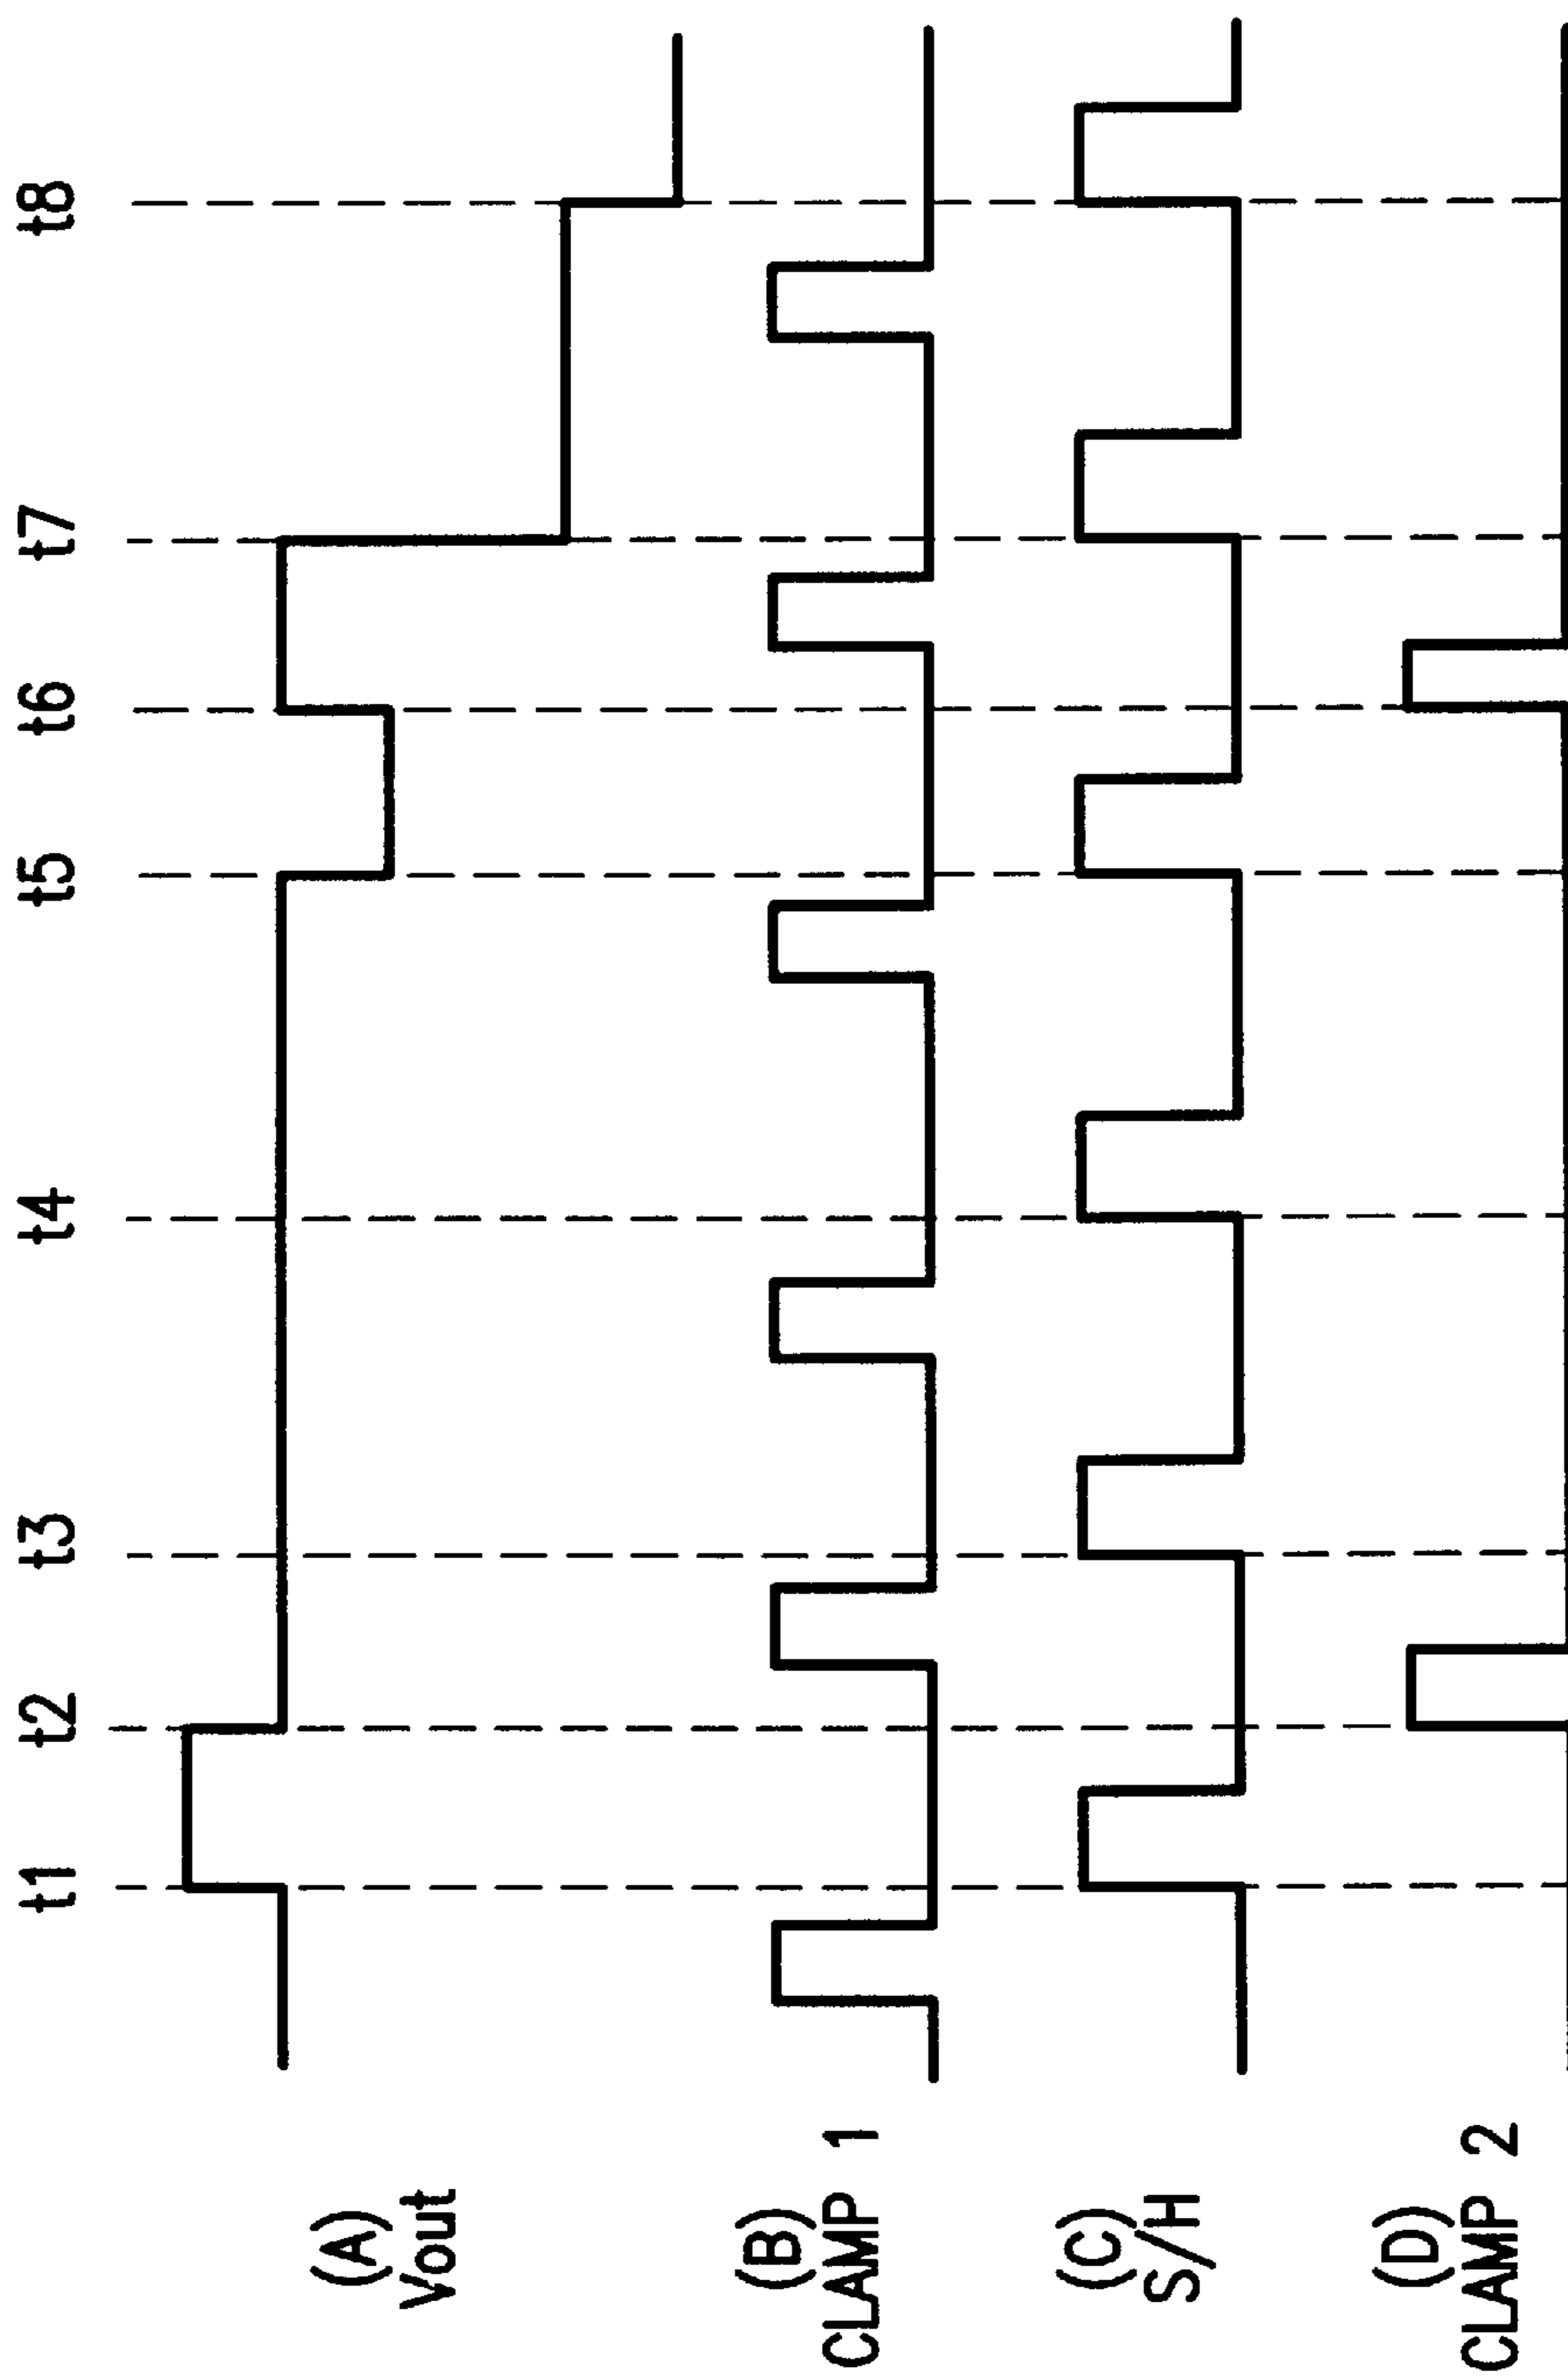 t1 t2 t3 t4 t5 t6 t7 t8
(A)
Vout
(B)
CLAMP 1
(C)
S/H
(D)
CLAMP 2